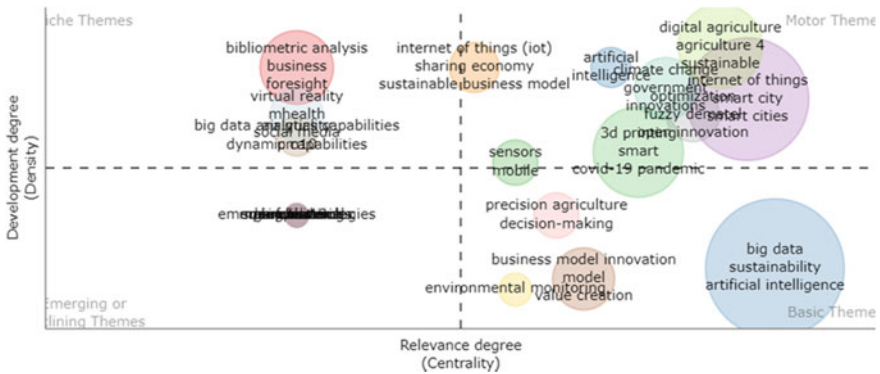 iche Themes
Motor Theme
bibliometric analysis
business
foresight
virtual reality
mhealth
big data analytics capabilities
social media
dynamic capabilities
internet of things (iot)
sharing economy
sustainable business model
artificial
intelligence
digital agriculture
agriculture 4
sustainable
climate change
government
innovations
optimization
fuzzy dematel
internet of things
smart city
smart cities
3d printing
smart
covid-19 pandemic
open innovation
sensors
mobile
precision agriculture
decision-making
business model innovation
model
value creation
environmental monitoring
big data
sustainability
artificial intelligence
Emerging or
lining Themes
Basic Theme
Development degree
(Density)
Relevance degree
(Centrality)